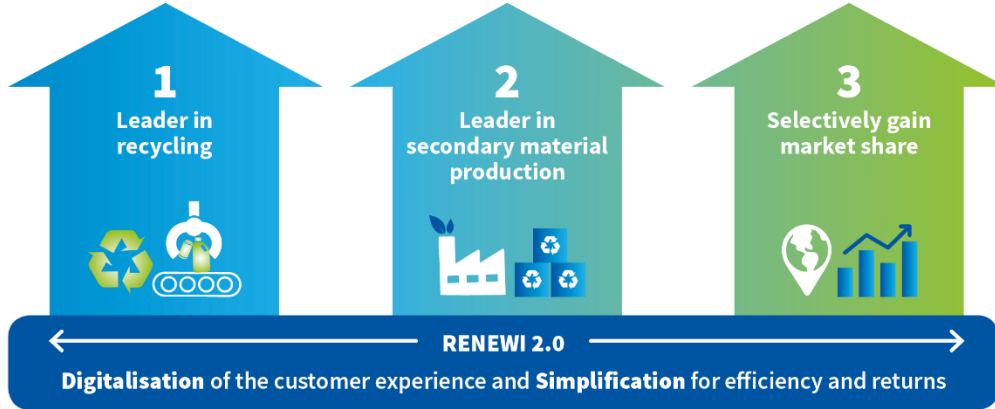 1
Leader in
recycling
2
Leader in
secondary material
production
3
Selectively gain
market share
RENEWI 2.0
Digitalisation of the customer experience and Simplification for efficiency and returns